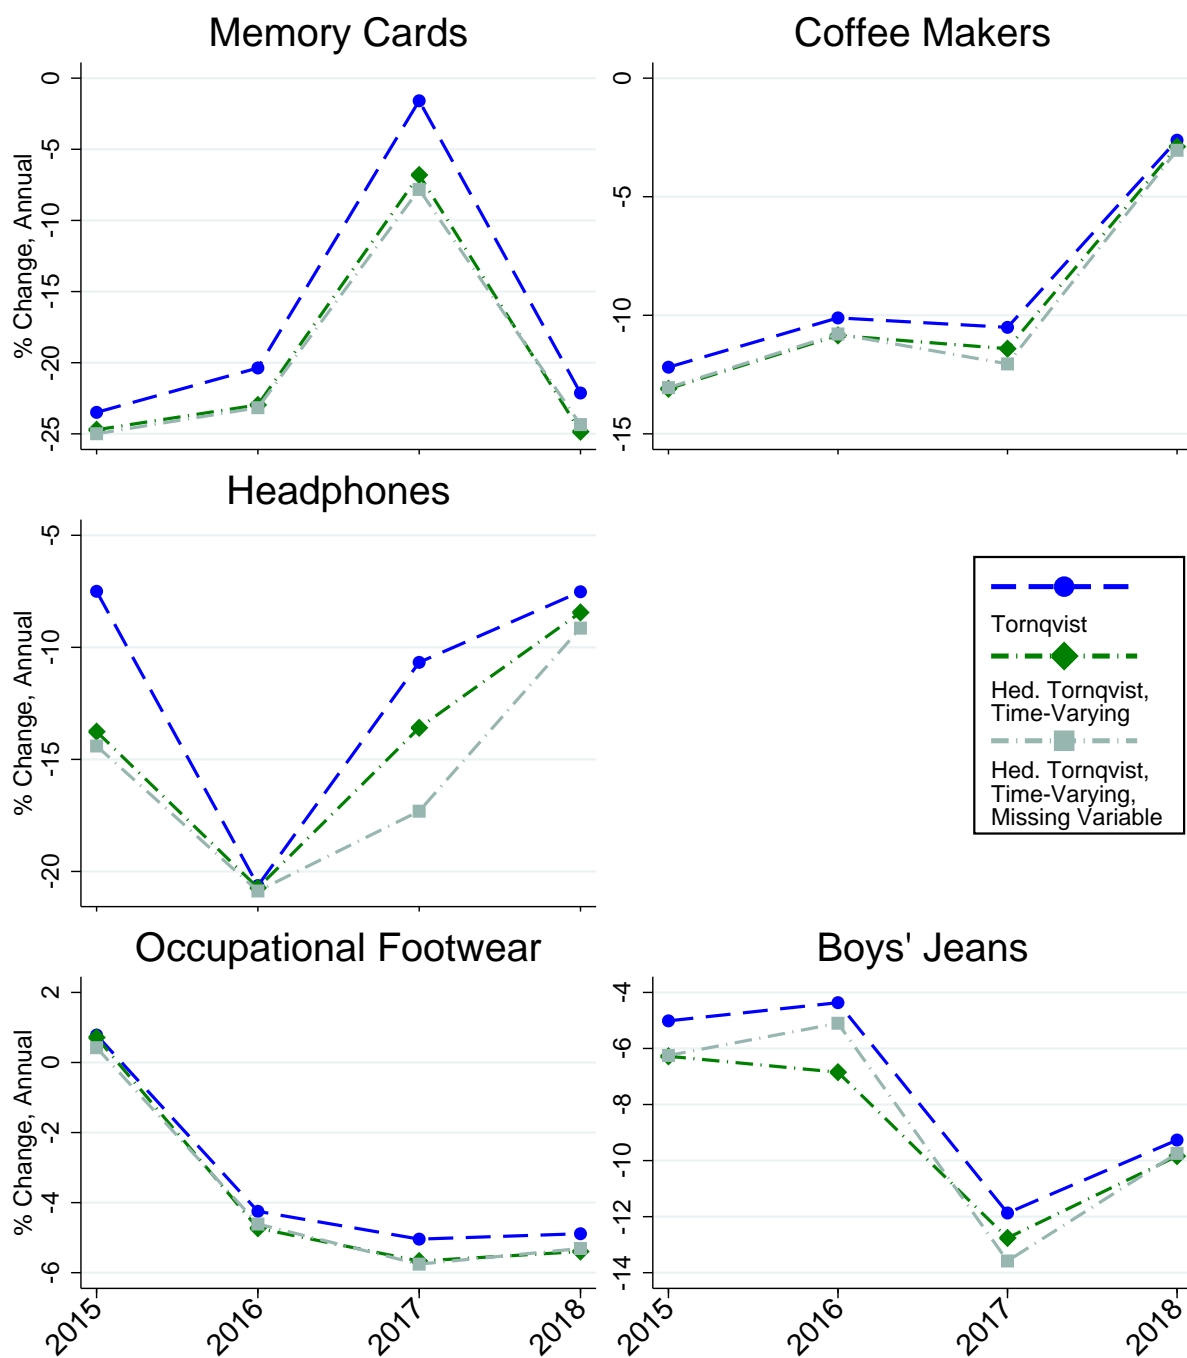 Memory Cards
% Change, Annual
0
-5
-10
-15
-20
-25
Coffee Makers
0
-5
-10
-15
Headphones
% Change, Annual
-5
-10
-15
-20
Tornqvist
Hed. Tornqvist,
Time-Varying
Hed. Tornqvist,
Time-Varying,
Missing Variable
Occupational Footwear
% Change, Annual
2
0
-2
-4
-6
2015
2016
2017
2018
Boys' Jeans
-4
-6
-8
-10
-12
-14
2015
2016
2017
2018